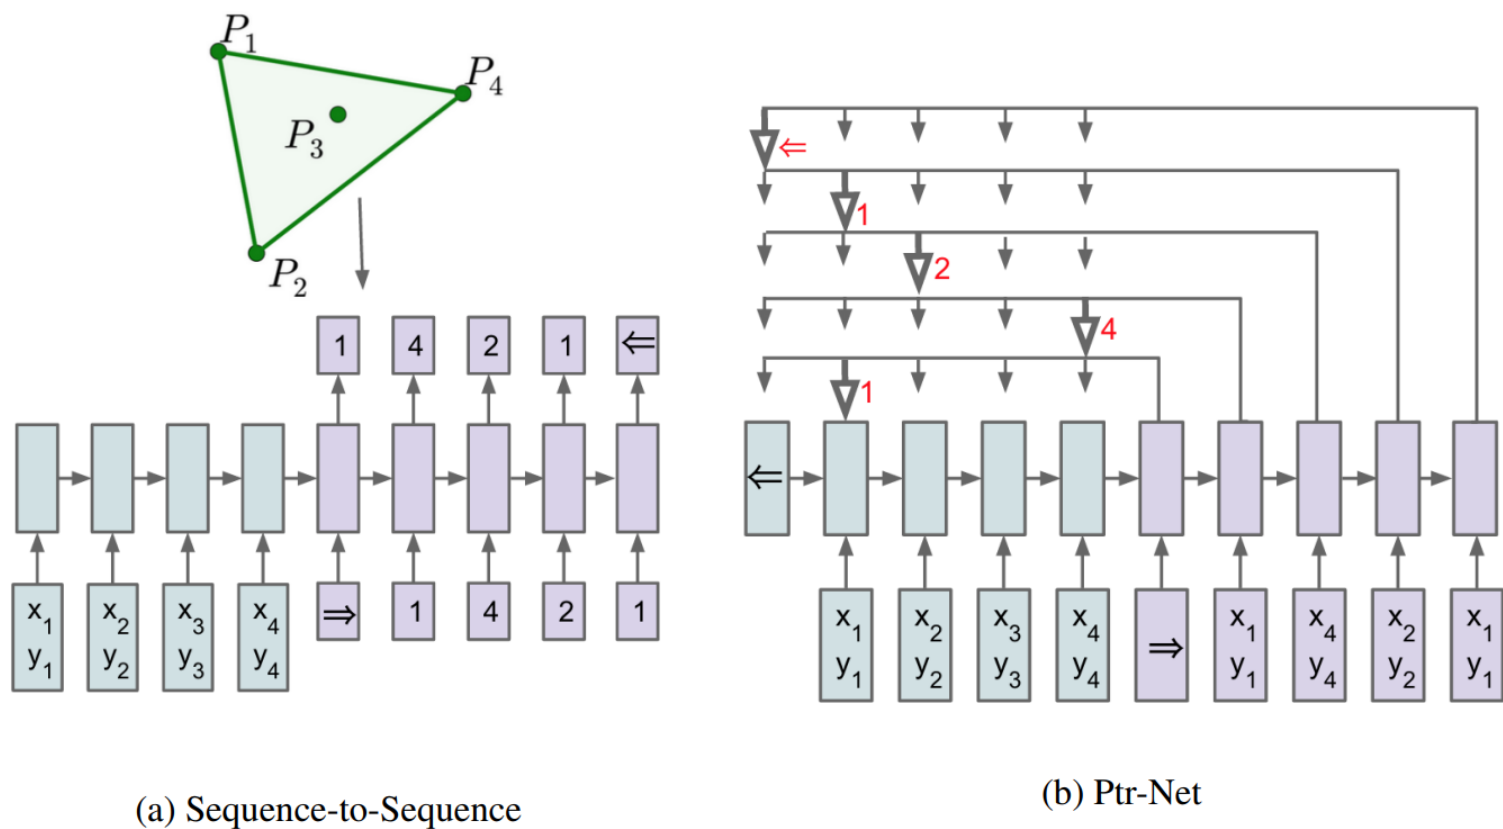 P1
P4
P3
P2
1 4 2 1 ⇐
x1 x2 x3 x4 ⇒ 1 4 2 1
y1 y2 y3 y4
(a) Sequence-to-Sequence
⇐
1
2
4
1
⇐
x1 x2 x3 x4 ⇒ x1 x4 x2 x1
y1 y2 y3 y4 y1 y4 y2 y1
(b) Ptr-Net